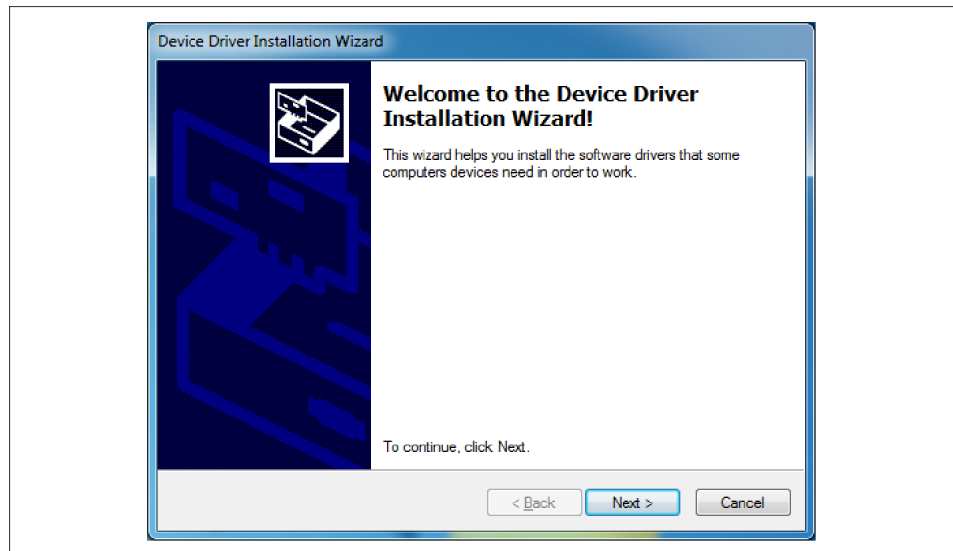 Device Driver Installation Wizard
Welcome to the Device Driver
Installation Wizard!
This wizard helps you install the software drivers that some
computers devices need in order to work.
To continue, click Next.
< Back
Next >
Cancel